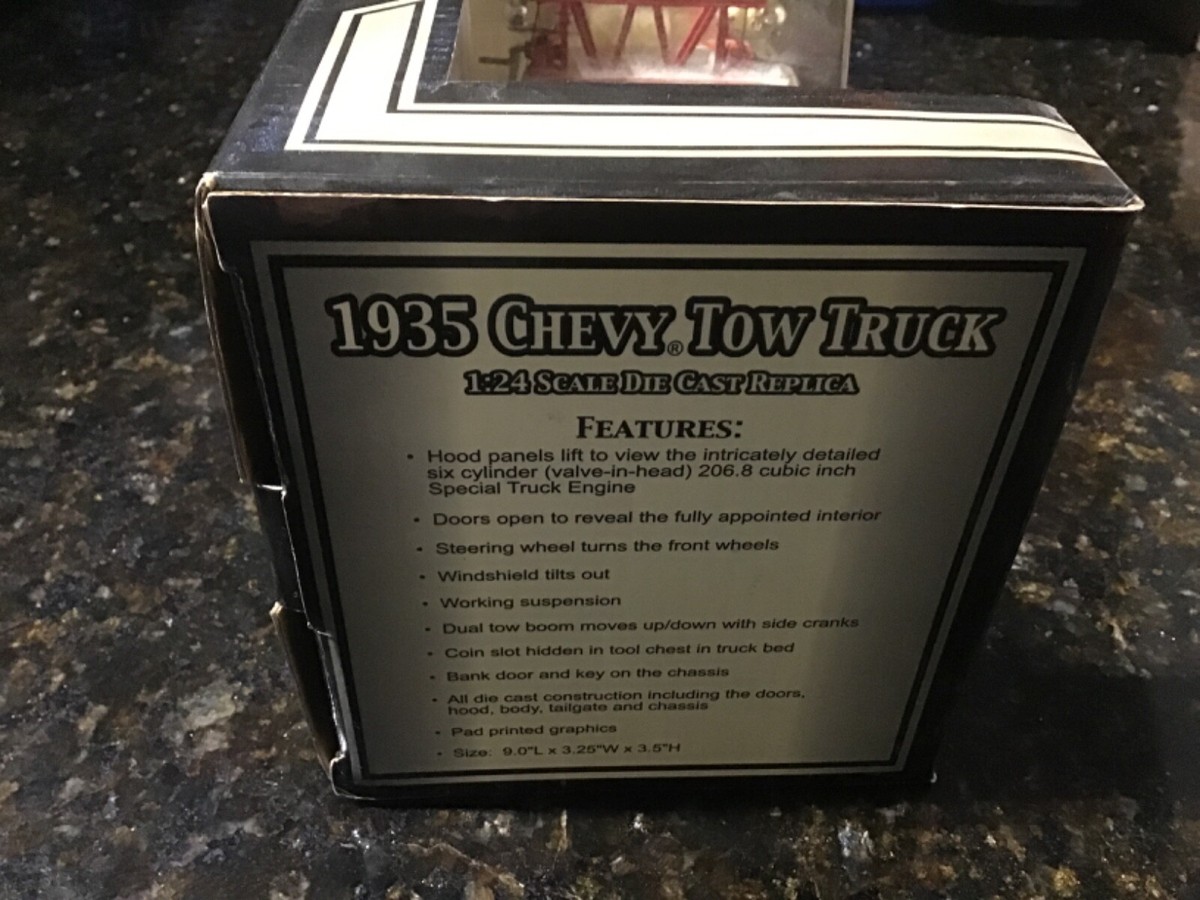 1935 CHEVY® TOW TRUCK
1:24 SCALE DIE CAST REPLICA
FEATURES:
• Hood panels lift to view the intricately detailed
six cylinder (valve-in-head) 206.8 cubic inch
Special Truck Engine
• Doors open to reveal the fully appointed interior
• Steering wheel turns the front wheels
• Windshield tilts out
• Working suspension
• Dual tow boom moves up/down with side cranks
• Coin slot hidden in tool chest in truck bed
• Bank door and key on the chassis
• All die cast construction including the doors,
hood, body, tailgate and chassis
• Pad printed graphics
• Size: 9.0"L x 3.25"W x 3.5"H